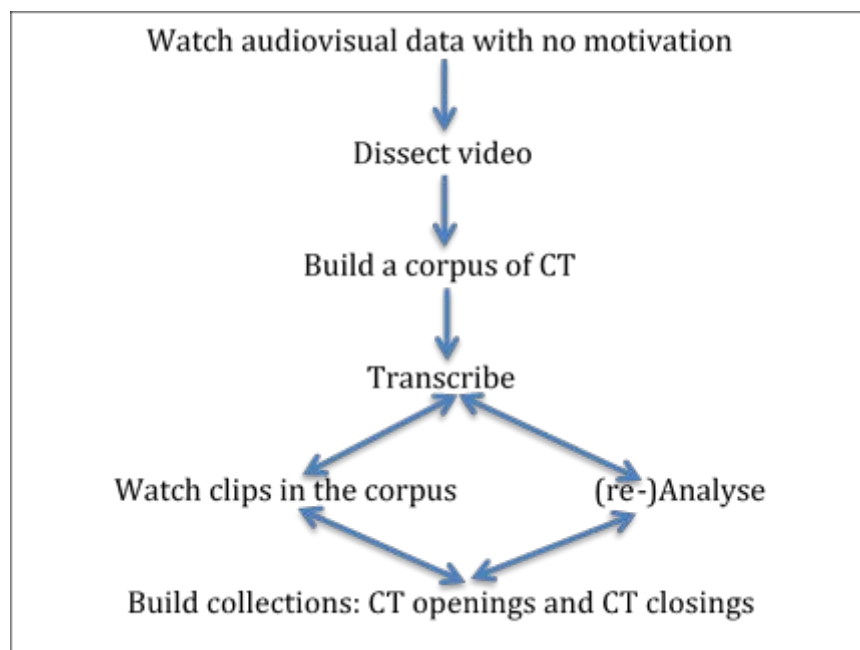 Watch audiovisual data with no motivation
Dissect video
Build a corpus of CT
Transcribe
Watch clips in the corpus
(re-)Analyse
Build collections: CT openings and CT closings